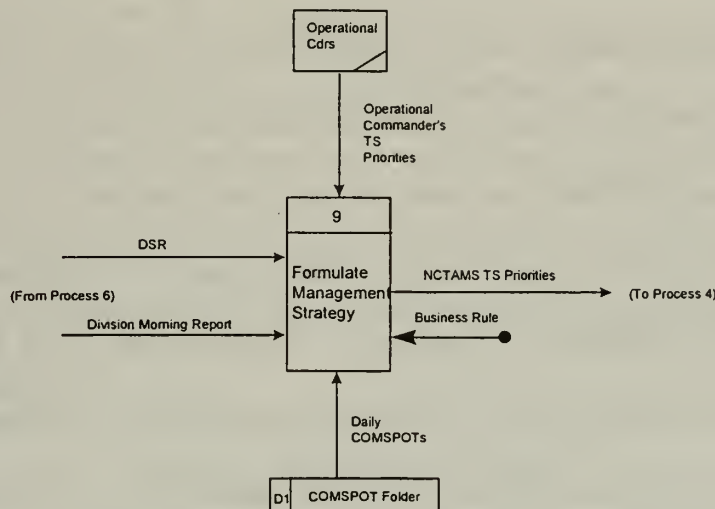 Operational
Cdrs
Operational
Commander's
TS
Priorities
9
DSR
Formulate
Management
Strategy
NCTAMS TS Priorities
(From Process 6)
(To Process 4)
Division Morning Report
Business Rule
Daily
COMSPOTs
D1 COMSPOT Folder